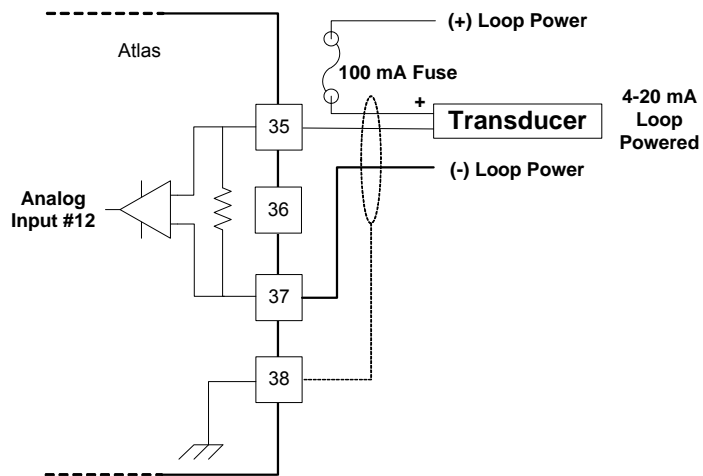 (+) Loop Power
Atlas
100 mA Fuse
+
Transducer
4-20 mA
Loop
Powered
35
(-) Loop Power
36
Analog
Input #12
37
38